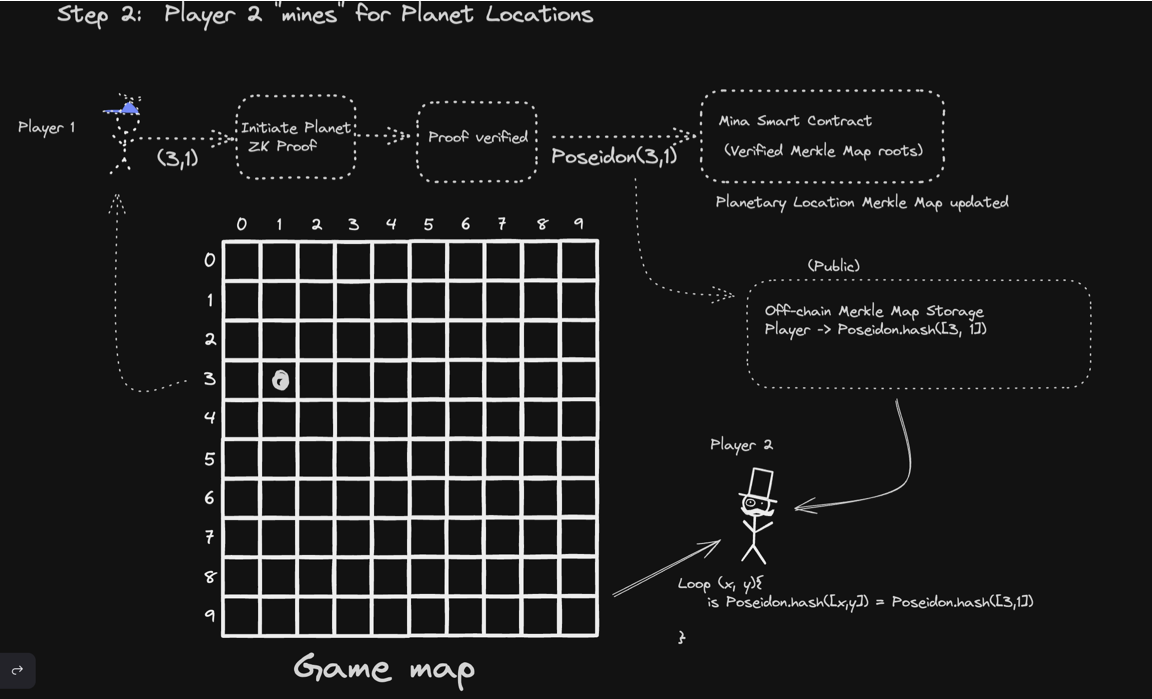 Step 2: Player 2 "mines" for Planet Locations
Player 1
(3,1)
Initiate Planet
ZK Proof
Proof verified
Poseidon(3,1)
Mina Smart Contract
(Verified Merkle Map roots)
Planetary Location Merkle Map updated
0 1 2 3 4 5 6 7 8 9
0
1
2
3
4
5
6
7
8
9
Game map
(Public)
Off-chain Merkle Map Storage
Player -> Poseidon.hash([3, 1])
Player 2
Loop (x, y){
is Poseidon.hash([x,y]) = Poseidon.hash([3,1])
}